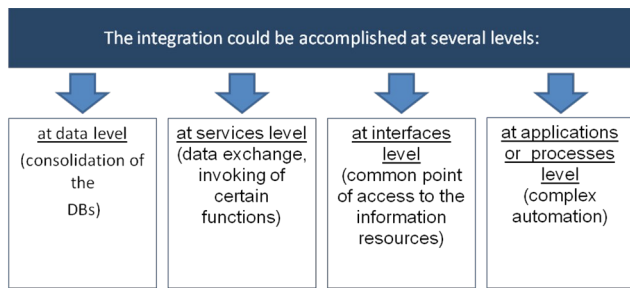 The integration could be accomplished at several levels:
at data level
(consolidation of
the
DBs)
at services level
(data exchange,
invoking of
certain
functions)
at interfaces
level
(common point
of access to the
information
resources)
at applications
or processes
level
(complex
automation)